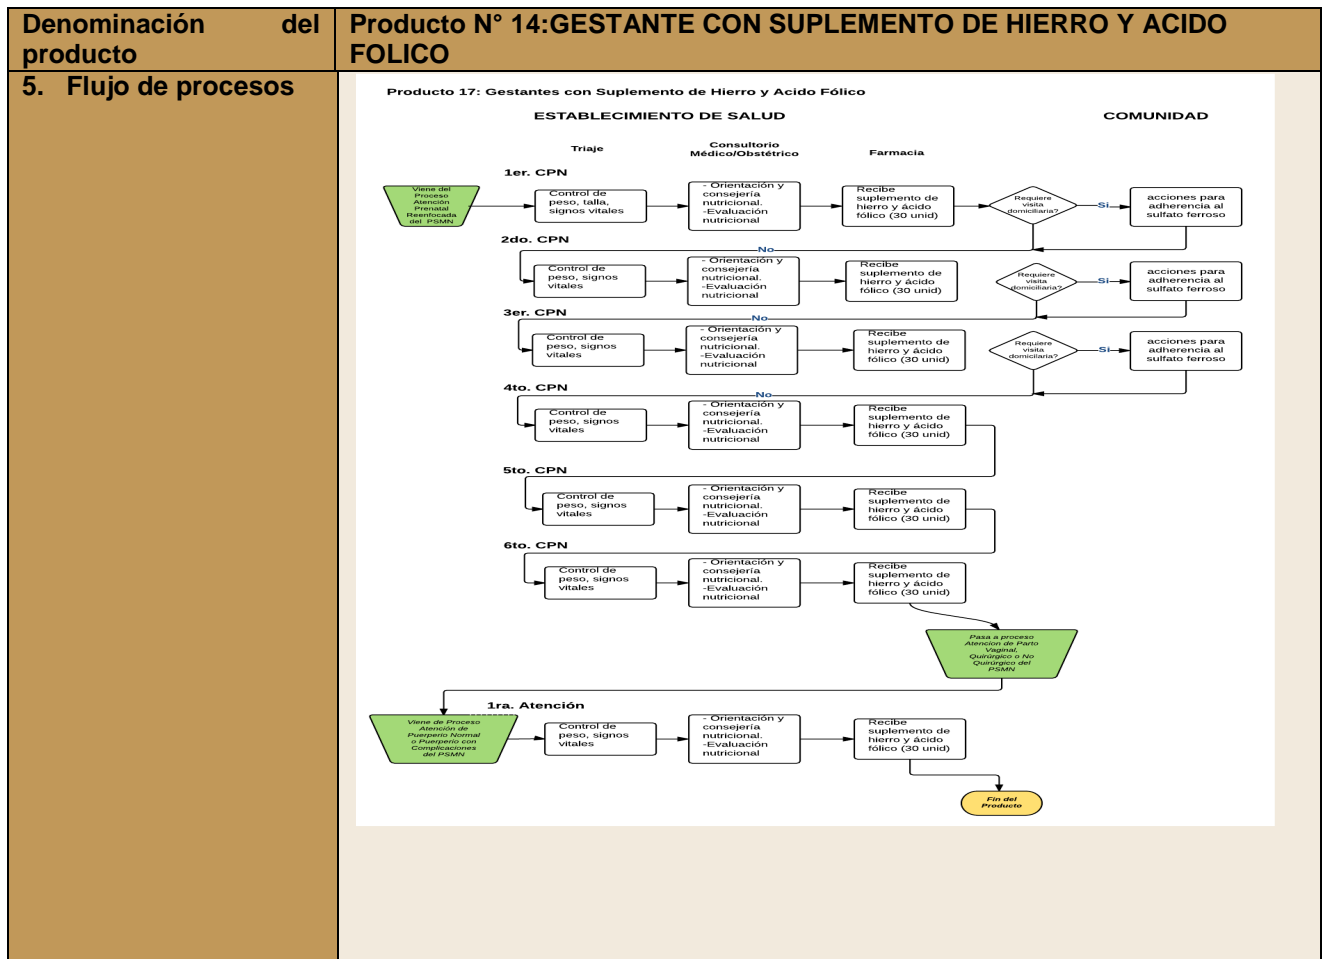 Denominación del
producto
Producto N° 14:GESTANTE CON SUPLEMENTO DE HIERRO Y ACIDO
FOLICO
5. Flujo de procesos
Producto 17: Gestantes con Suplemento de Hierro y Acido Fólico
ESTABLECIMIENTO DE SALUD
COMUNIDAD
Triaje
Consultorio
Médico/Obstétrico
Farmacia
1er. CPN
Viene del
Proceso
Atención
Prenatal
Reenfocada
del PSMN
Control de
peso, talla,
signos vitales
- Orientación y
consejería
nutricional.
-Evaluación
nutricional
Recibe
suplemento de
hierro y ácido
fólico (30 unid)
Requiere
visita
domiciliaria?
Si
acciones para
adherencia al
sulfato ferroso
No
2do. CPN
Control de
peso, signos
vitales
- Orientación y
consejería
nutricional.
-Evaluación
nutricional
Recibe
suplemento de
hierro y ácido
fólico (30 unid)
Requiere
visita
domiciliaria?
Si
acciones para
adherencia al
sulfato ferroso
No
3er. CPN
Control de
peso, signos
vitales
- Orientación y
consejería
nutricional.
-Evaluación
nutricional
Recibe
suplemento de
hierro y ácido
fólico (30 unid)
Requiere
visita
domiciliaria?
Si
acciones para
adherencia al
sulfato ferroso
No
4to. CPN
Control de
peso, signos
vitales
- Orientación y
consejería
nutricional.
-Evaluación
nutricional
Recibe
suplemento de
hierro y ácido
fólico (30 unid)
5to. CPN
Control de
peso, signos
vitales
- Orientación y
consejería
nutricional.
-Evaluación
nutricional
Recibe
suplemento de
hierro y ácido
fólico (30 unid)
6to. CPN
Control de
peso, signos
vitales
- Orientación y
consejería
nutricional.
-Evaluación
nutricional
Recibe
suplemento de
hierro y ácido
fólico (30 unid)
Pasa a proceso
Atencion de Parto
Vaginal,
Quirúrgico o No
Quirúrgico del
PSMN
1ra. Atención
Viene de Proceso
Atención de
Puerperio Normal
o Puerperio con
Complicaciones
del PSMN
Control de
peso, signos
vitales
- Orientación y
consejería
nutricional.
-Evaluación
nutricional
Recibe
suplemento de
hierro y ácido
fólico (30 unid)
Fin del
Producto